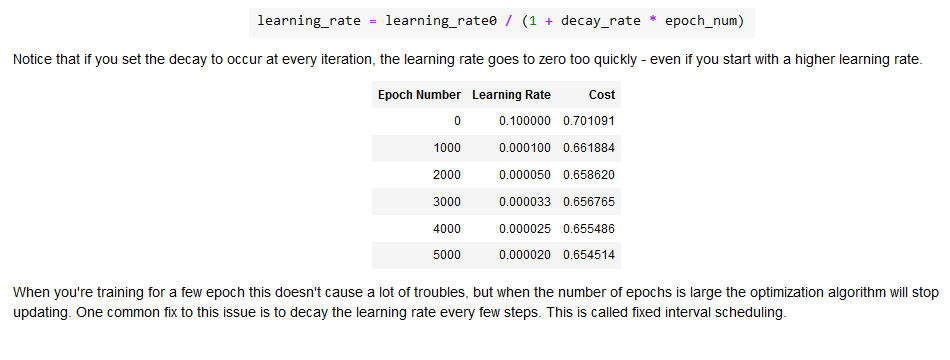 learning_rate = learning_rate0 / (1 + decay_rate * epoch_num)
Notice that if you set the decay to occur at every iteration, the learning rate goes to zero too quickly - even if you start with a higher learning rate.
Epoch Number Learning Rate Cost
0 0.100000 0.701091
1000 0.000100 0.661884
2000 0.000050 0.658620
3000 0.000033 0.656765
4000 0.000025 0.655486
5000 0.000020 0.654514
When you're training for a few epoch this doesn't cause a lot of troubles, but when the number of epochs is large the optimization algorithm will stop
updating. One common fix to this issue is to decay the learning rate every few steps. This is called fixed interval scheduling.